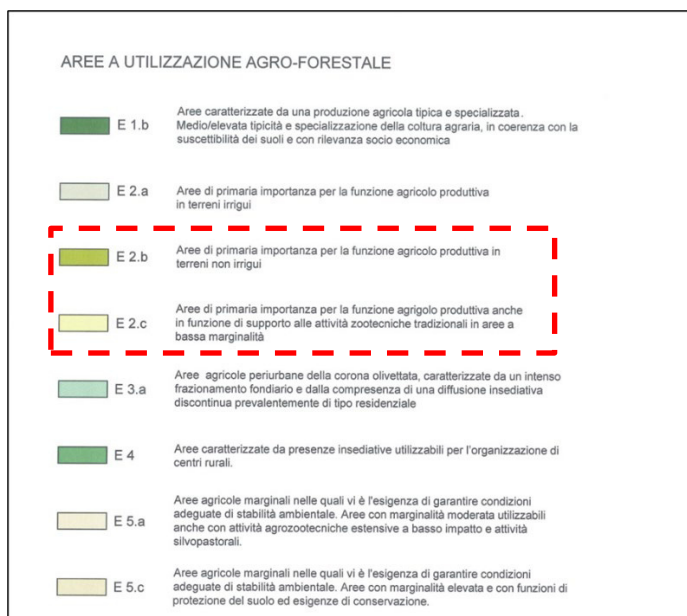 AREE A UTILIZZAZIONE AGRO-FORESTALE
E 1.b
Aree caratterizzate da una produzione agricola tipica e specializzata.
Medio/elevata tipicità e specializzazione della coltura agraria, in coerenza con la
suscettibilità dei suoli e con rilevanza socio economica
E 2.a
Aree di primaria importanza per la funzione agricolo produttiva
in terreni irrigui
E 2.b
Aree di primaria importanza per la funzione agricolo produttiva in
terreni non irrigui
E 2.c
Aree di primaria importanza per la funzione agrigolo produttiva anche
in funzione di supporto alle attività zootecniche tradizionali in aree a
bassa marginalità
E 3.a
Aree agricole periurbane della corona olivettata, caratterizzate da un intenso
frazionamento fondiario e dalla compresenza di una diffusione insediativa
discontinua prevalentemente di tipo residenziale
E 4
Aree caratterizzate da presenze insediative utilizzabili per l'organizzazione di
centri rurali.
E 5.a
Aree agricole marginali nelle quali vi è l'esigenza di garantire condizioni
adeguate di stabilità ambientale. Aree con marginalità moderata utilizzabili
anche con attività agrozootecniche estensive a basso impatto e attività
silvopastorali.
E 5.c
Aree agricole marginali nelle quali vi è l'esigenza di garantire condizioni
adeguate di stabilità ambientale. Aree con marginalità elevata e con funzioni di
protezione del suolo ed esigenze di conservazione.